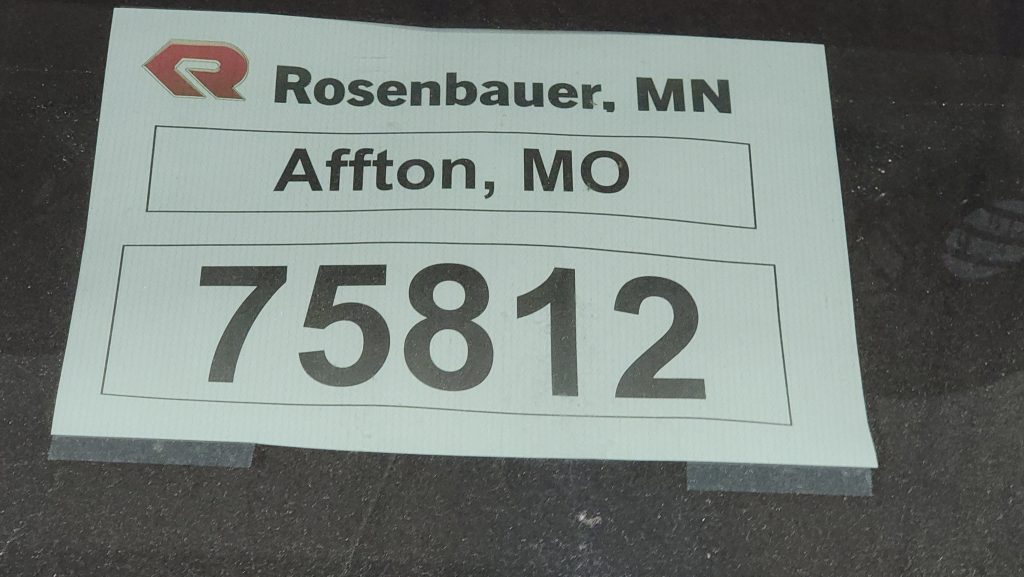 Rosenbauer, MN
Affton, MO
75812